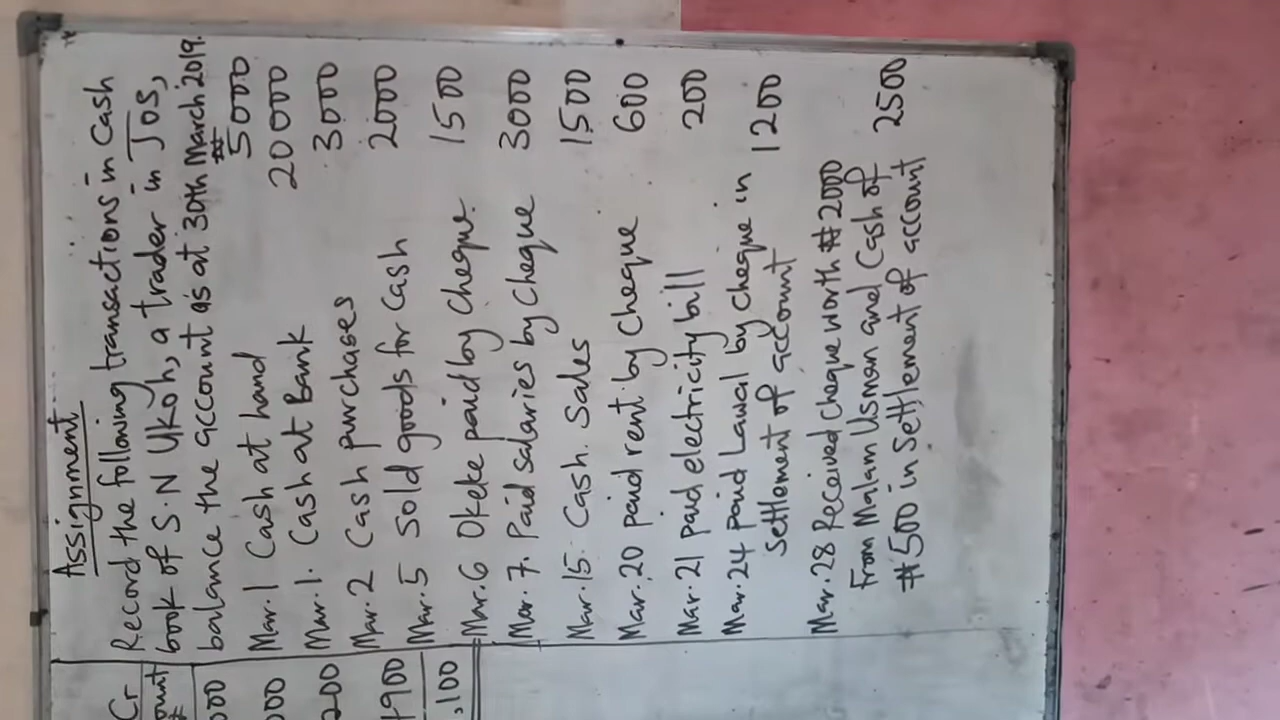 Assignment
Record the following transactions in Cash
book of S.N Ukoh, a trader in JOS,
balance the account as at 30th March 2019.
#
Mar. 1 Cash at hand 5000
Mar. 1. Cash at Bank 20000
Mar. 2 Cash purchases 3000
Mar. 5 Sold goods for Cash 2000
Mar. 6 Okeke paid by Cheque. 1500
Mar. 7. Paid salaries by Cheque 3000
Mar. 15. Cash. Sales 1500
Mar. 20 paid rent by Cheque 600
Mar. 21 paid electricity bill 200
Mar. 24 paid Lawal by Cheque in
settlement of account 1200
Mar. 28 Received cheque worth #2000
from Malam Usman and Cash of
#500 in Settlement of account 2500
Cr
ount
#
000
000
200
4900
,100